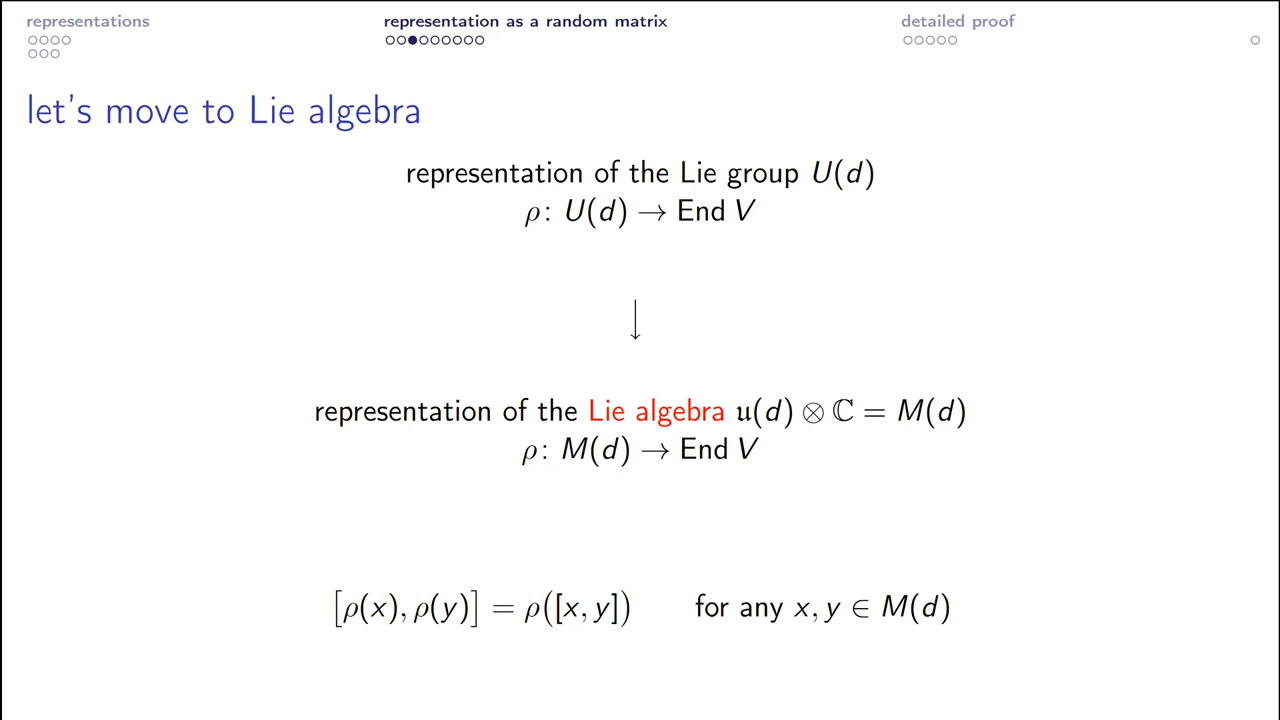 representations
representation as a random matrix
detailed proof
let's move to Lie algebra
representation of the Lie group U(d)
ρ: U(d) → End V
↓
representation of the Lie algebra 𝔲(d) ⊗ ℂ = M(d)
ρ: M(d) → End V
[ρ(x), ρ(y)] = ρ([x, y]) for any x, y ∈ M(d)